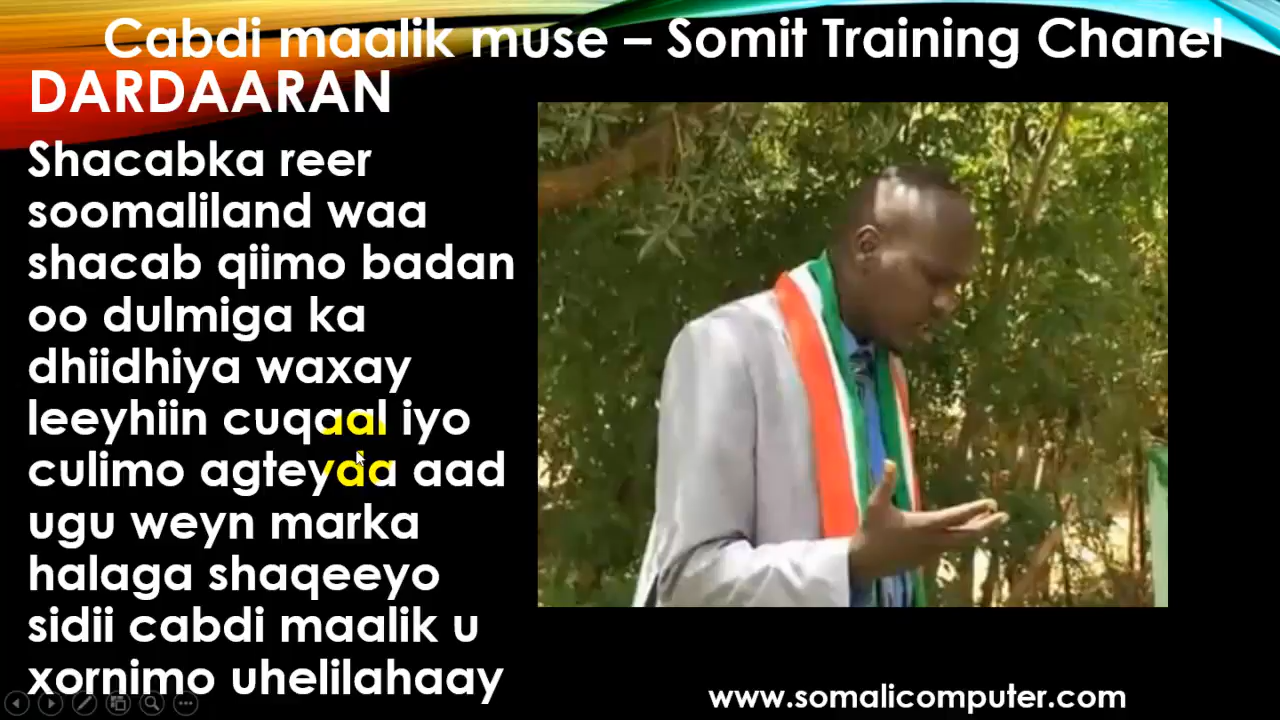 Cabdi maalik muse – Somit Training Chanel
DARDAARAN
Shacabka reer
soomaliland waa
shacab qiimo badan
oo dulmiga ka
dhiidhiya waxay
leeyhiin cuqaal iyo
culimo agteyaa aad
ugu weyn marka
halaga shaqeeyo
sidii cabdi maalik u
xornimo uhelilahaay
www.somalicomputer.com